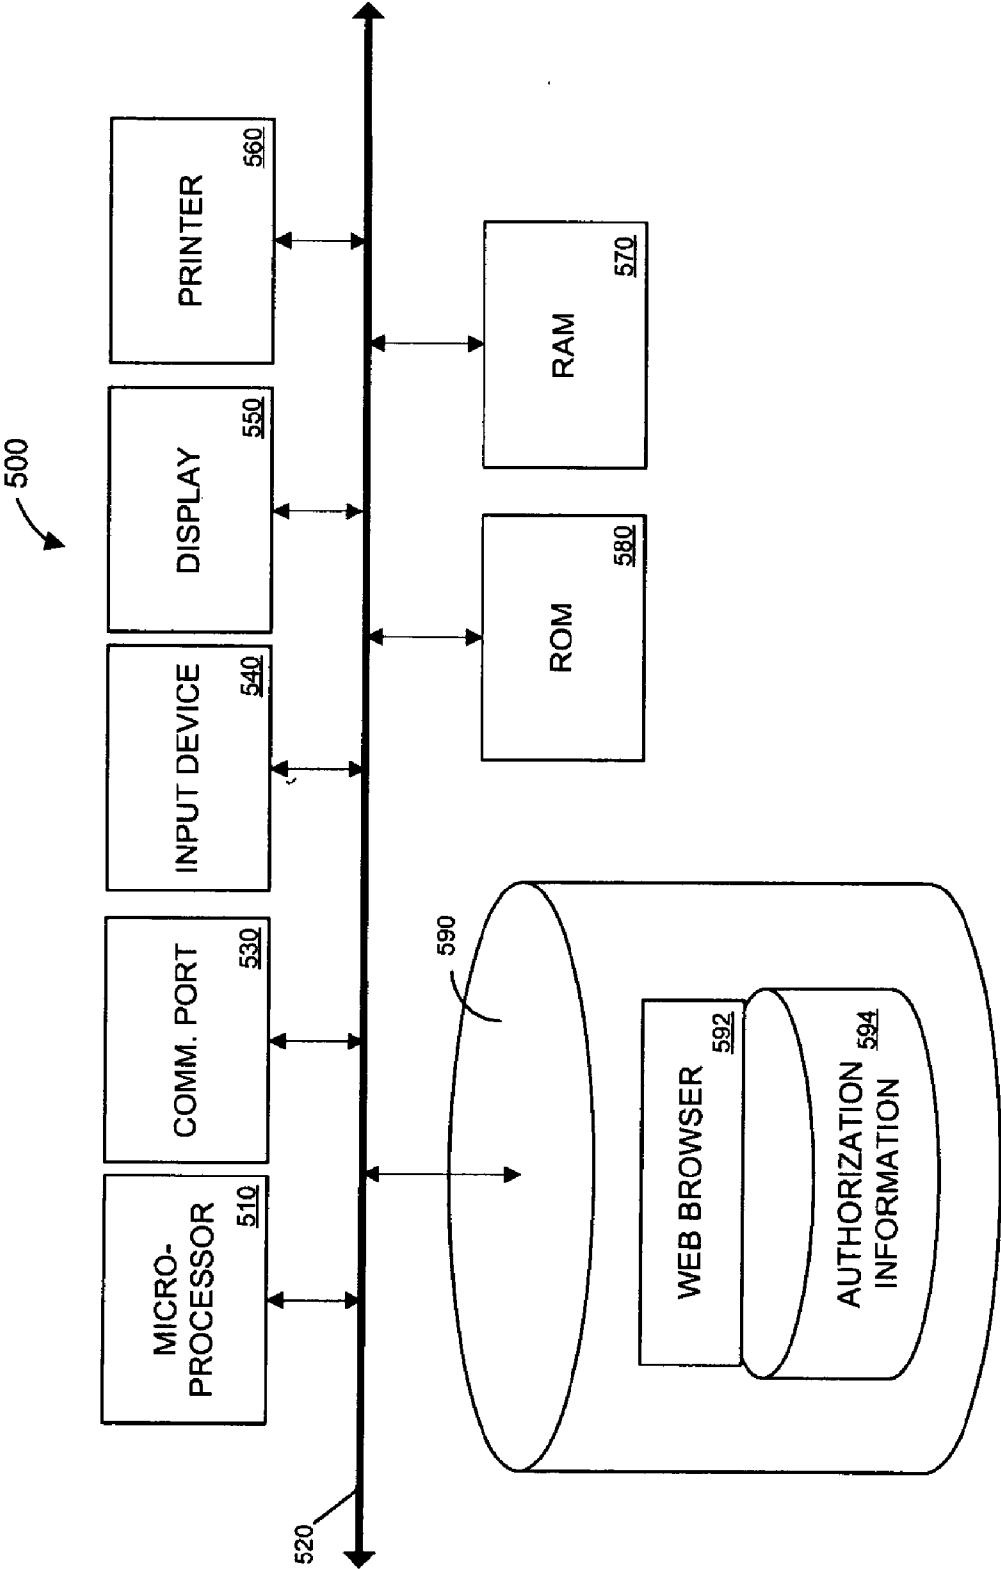 500
MICRO-
PROCESSOR
510
COMM. PORT
530
INPUT DEVICE
540
DISPLAY
550
PRINTER
560
520
590
ROM
580
RAM
570
WEB BROWSER
592
AUTHORIZATION
INFORMATION
594